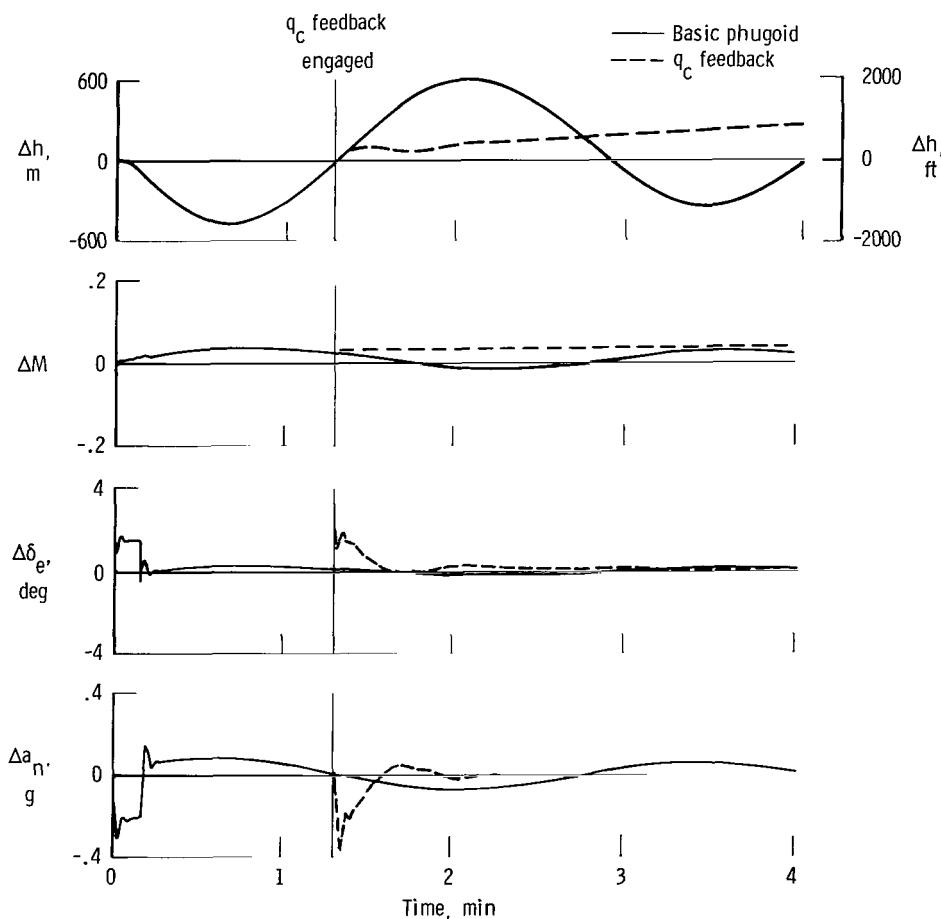 q_c feedback
engaged
Basic phugoid
q_c feedback
600
Δh,
m
0
-600
2000
Δh,
ft
0
-2000
.2
ΔM
0
-.2
4
Δδ_e,
deg
0
-4
.4
Δa_n,
g
0
-.4
0 1 2 3 4
Time, min